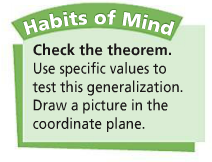 Habits of Mind
Check the theorem.
Use specific values to
test this generalization.
Draw a picture in the
coordinate plane.